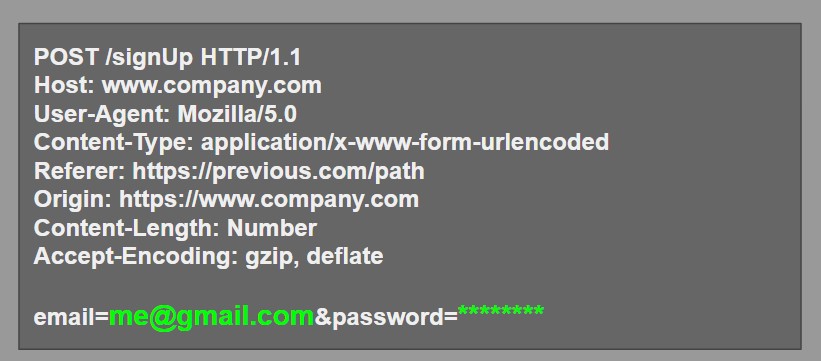 POST /signUp HTTP/1.1
Host: www.company.com
User-Agent: Mozilla/5.0
Content-Type: application/x-www-form-urlencoded
Referer: https://previous.com/path
Origin: https://www.company.com
Content-Length: Number
Accept-Encoding: gzip, deflate
email=me@gmail.com&password=********